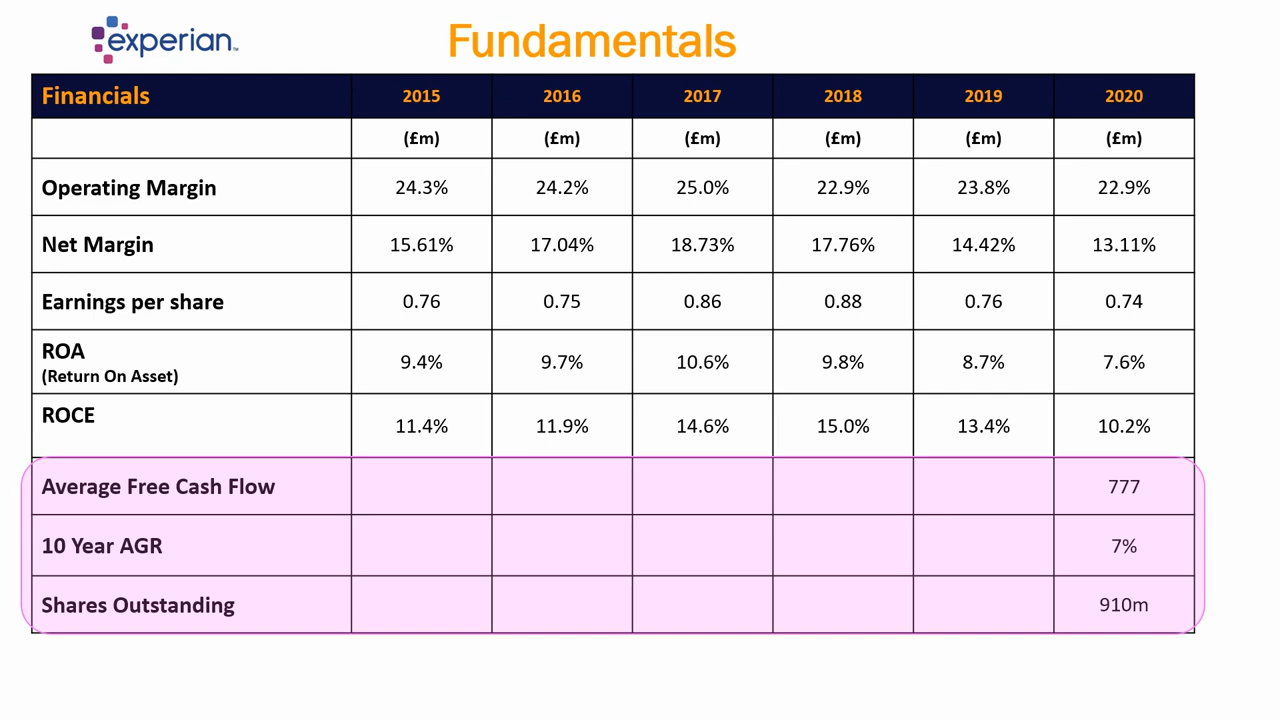 experian™
Fundamentals
Financials 2015 2016 2017 2018 2019 2020
(£m) (£m) (£m) (£m) (£m) (£m)
Operating Margin 24.3% 24.2% 25.0% 22.9% 23.8% 22.9%
Net Margin 15.61% 17.04% 18.73% 17.76% 14.42% 13.11%
Earnings per share 0.76 0.75 0.86 0.88 0.76 0.74
ROA
(Return On Asset) 9.4% 9.7% 10.6% 9.8% 8.7% 7.6%
ROCE 11.4% 11.9% 14.6% 15.0% 13.4% 10.2%
Average Free Cash Flow 777
10 Year AGR 7%
Shares Outstanding 910m